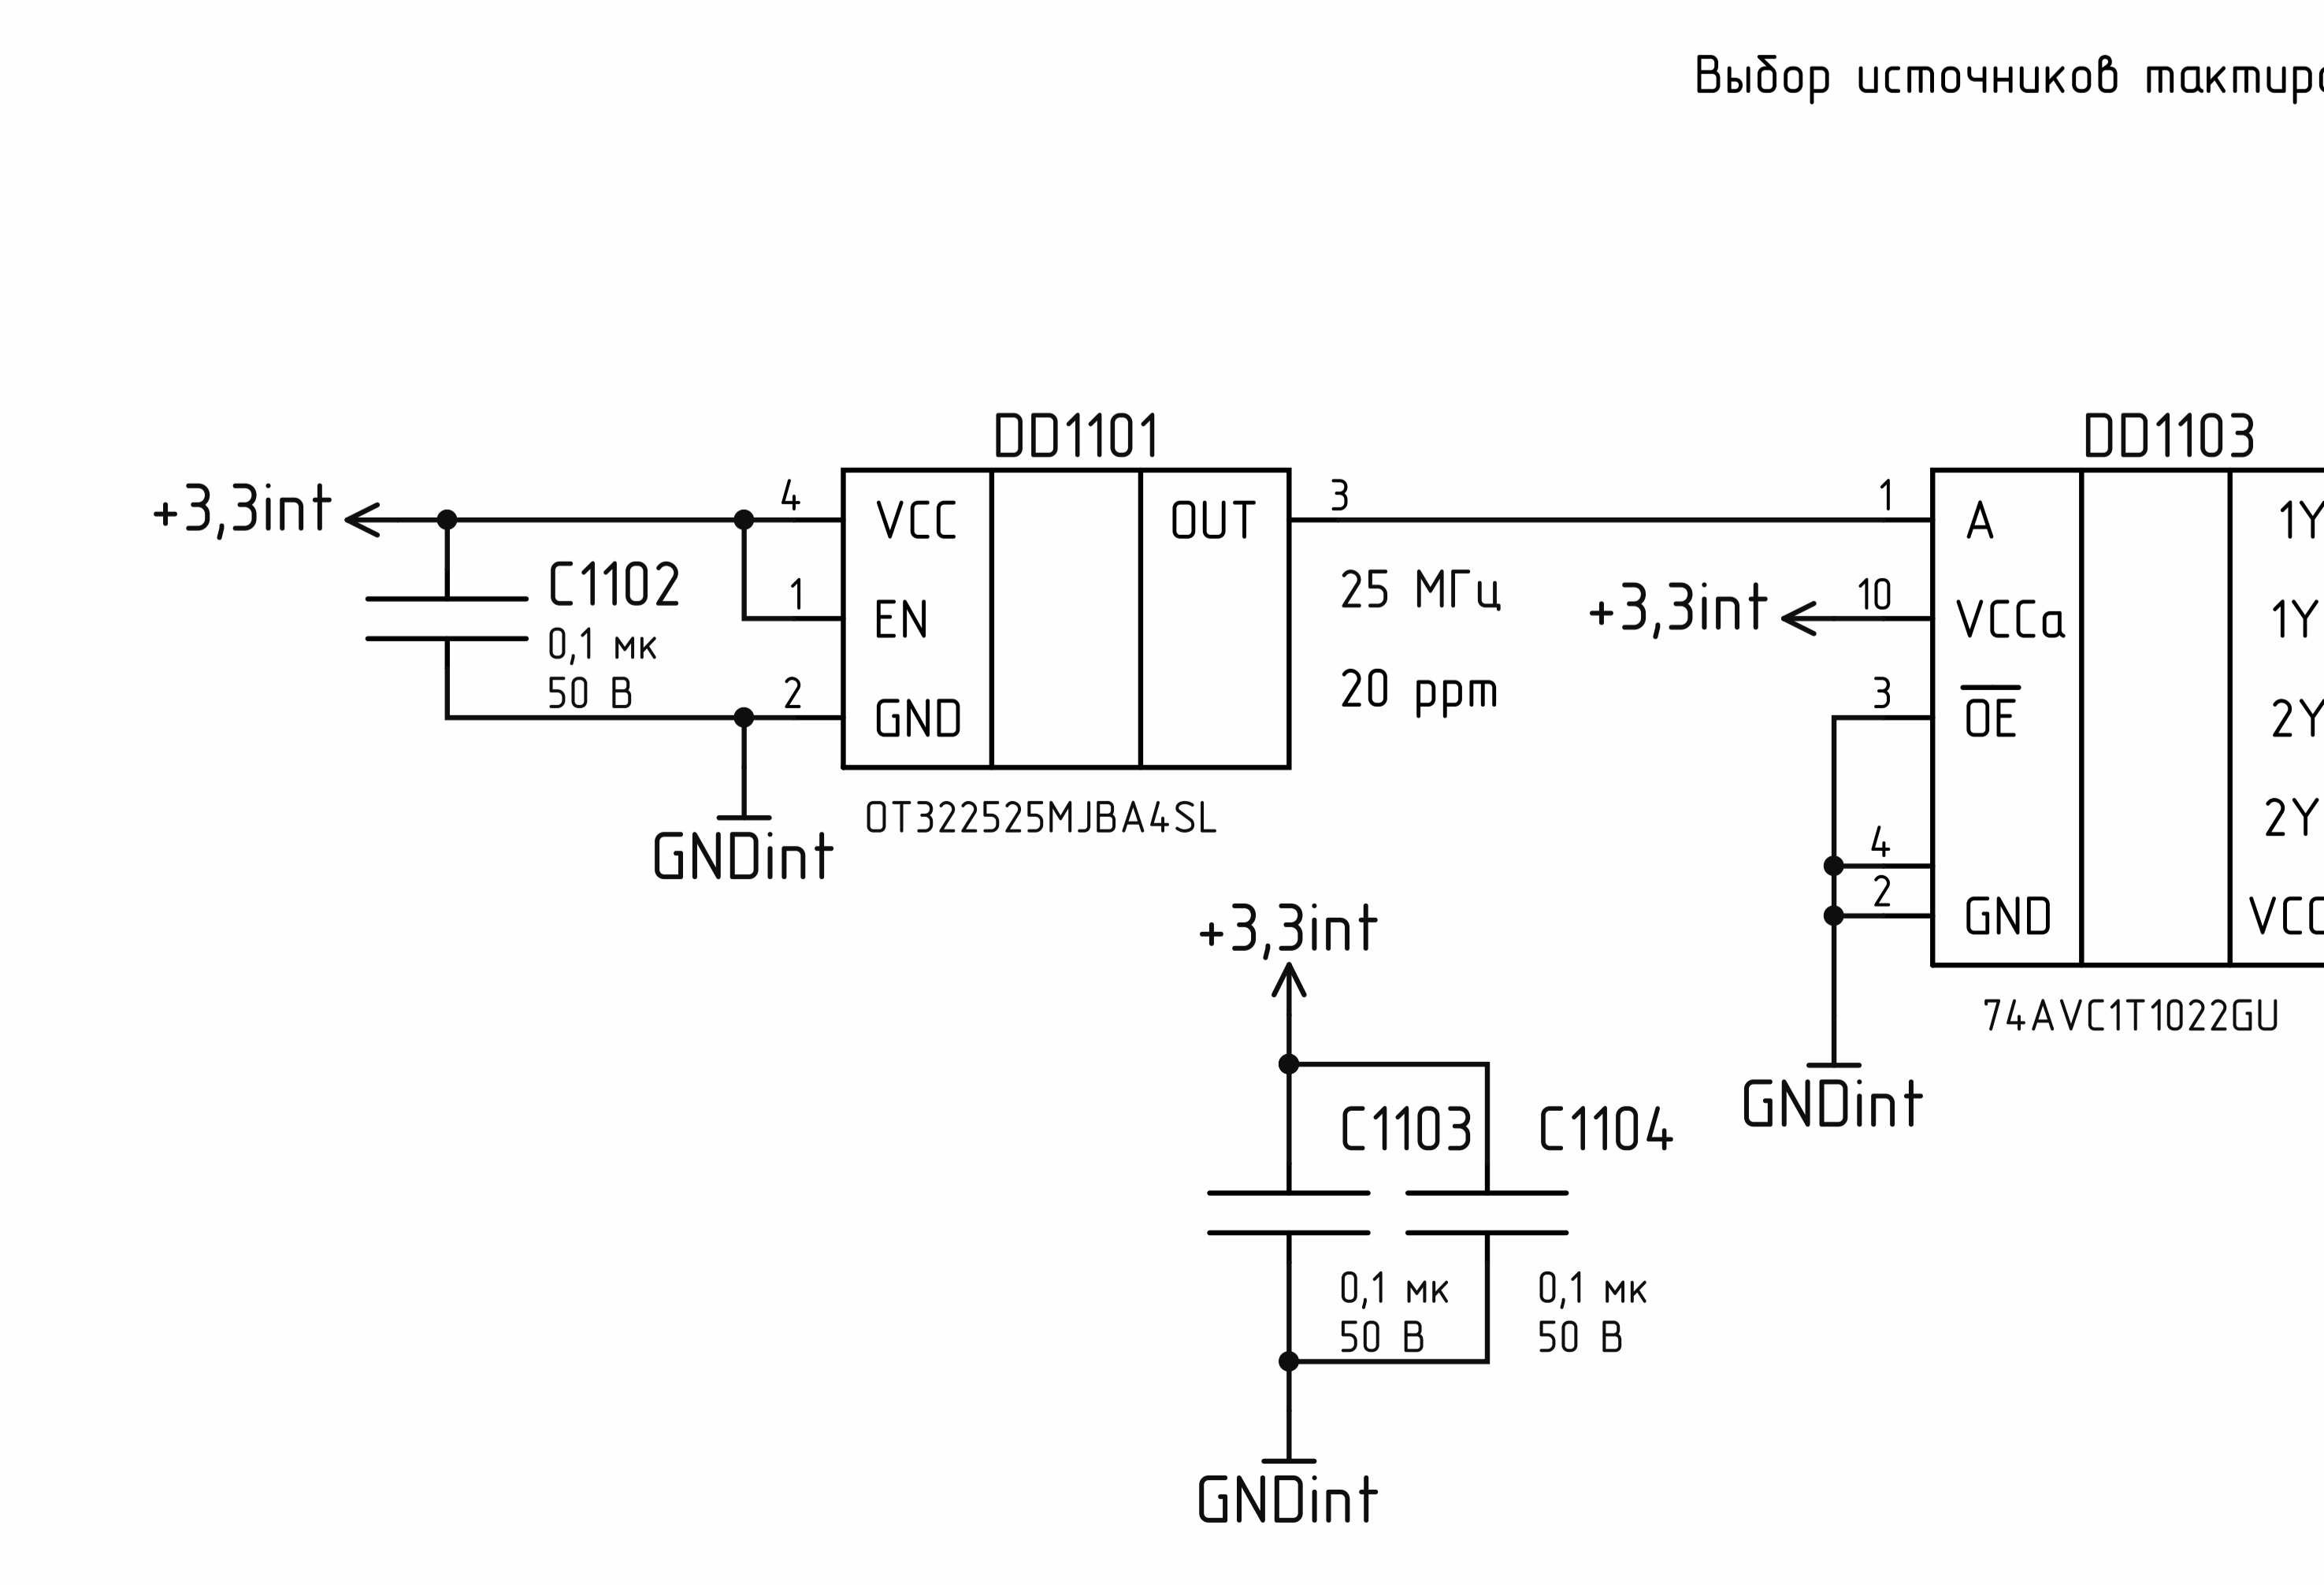 Выбор источников тактир
DD1101
DD1103
+3,3int
4
VCC
OUT
3
1
A
1Y
C1102
0,1 мк
50 В
1
EN
25 МГц
+3,3int
10
VCCa
1Y
2
GND
20 ppm
3
OE
2Y
2Y
OT322525MJBA4SL
GNDint
4
2
GND
VCC
+3,3int
74AVC1T1022GU
GNDint
C1103
C1104
0,1 мк
50 В
0,1 мк
50 В
GNDint